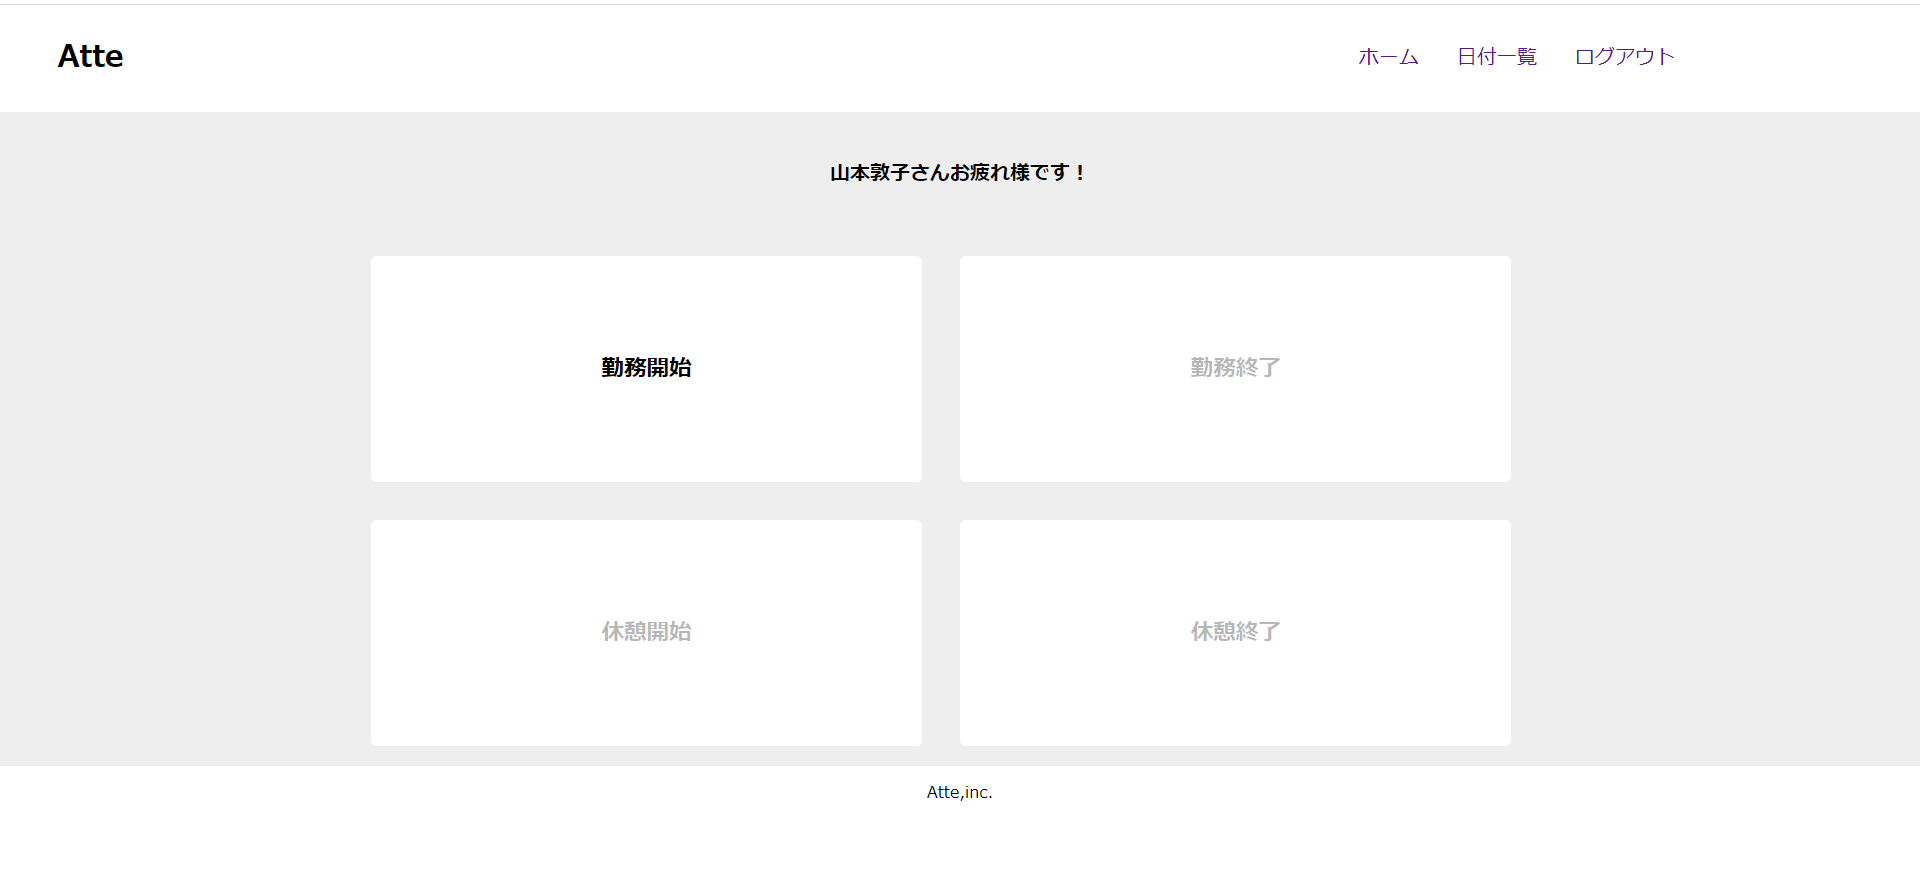 Atte
ホーム 日付一覧 ログアウト
山本敦子さんお疲れ様です！
勤務開始 勤務終了
休憩開始 休憩終了
Atte,inc.